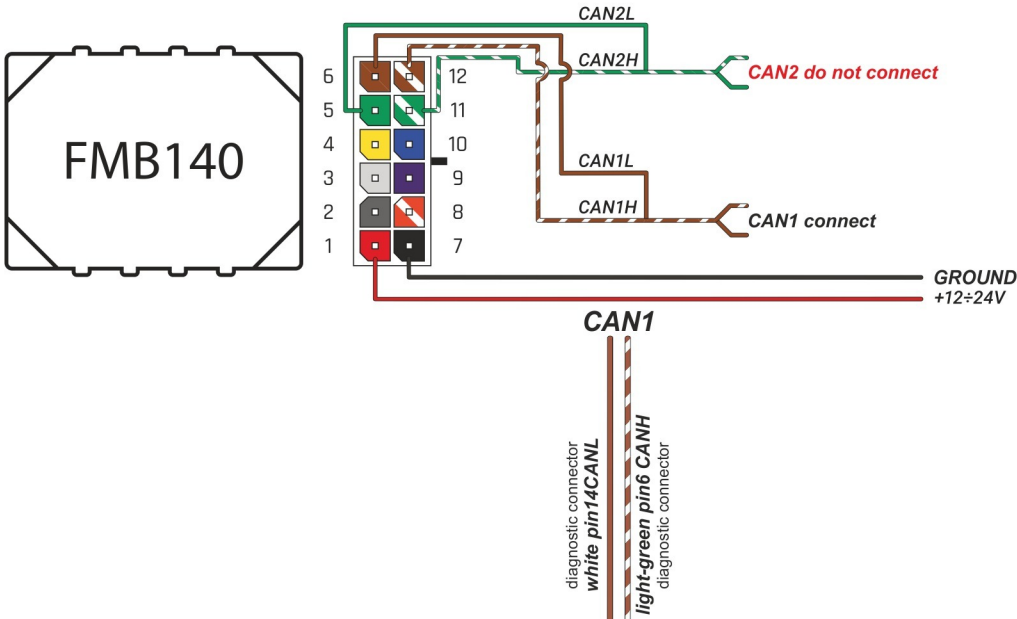 CAN2L
CAN2H
CAN2 do not connect
FMB140
6
12
5
11
4
10
3
9
2
8
1
7
CAN1L
CAN1H
CAN1 connect
GROUND
+12÷24V
CAN1
diagnostic connector
white pin14CANL
light-green pin6 CANH
diagnostic connector